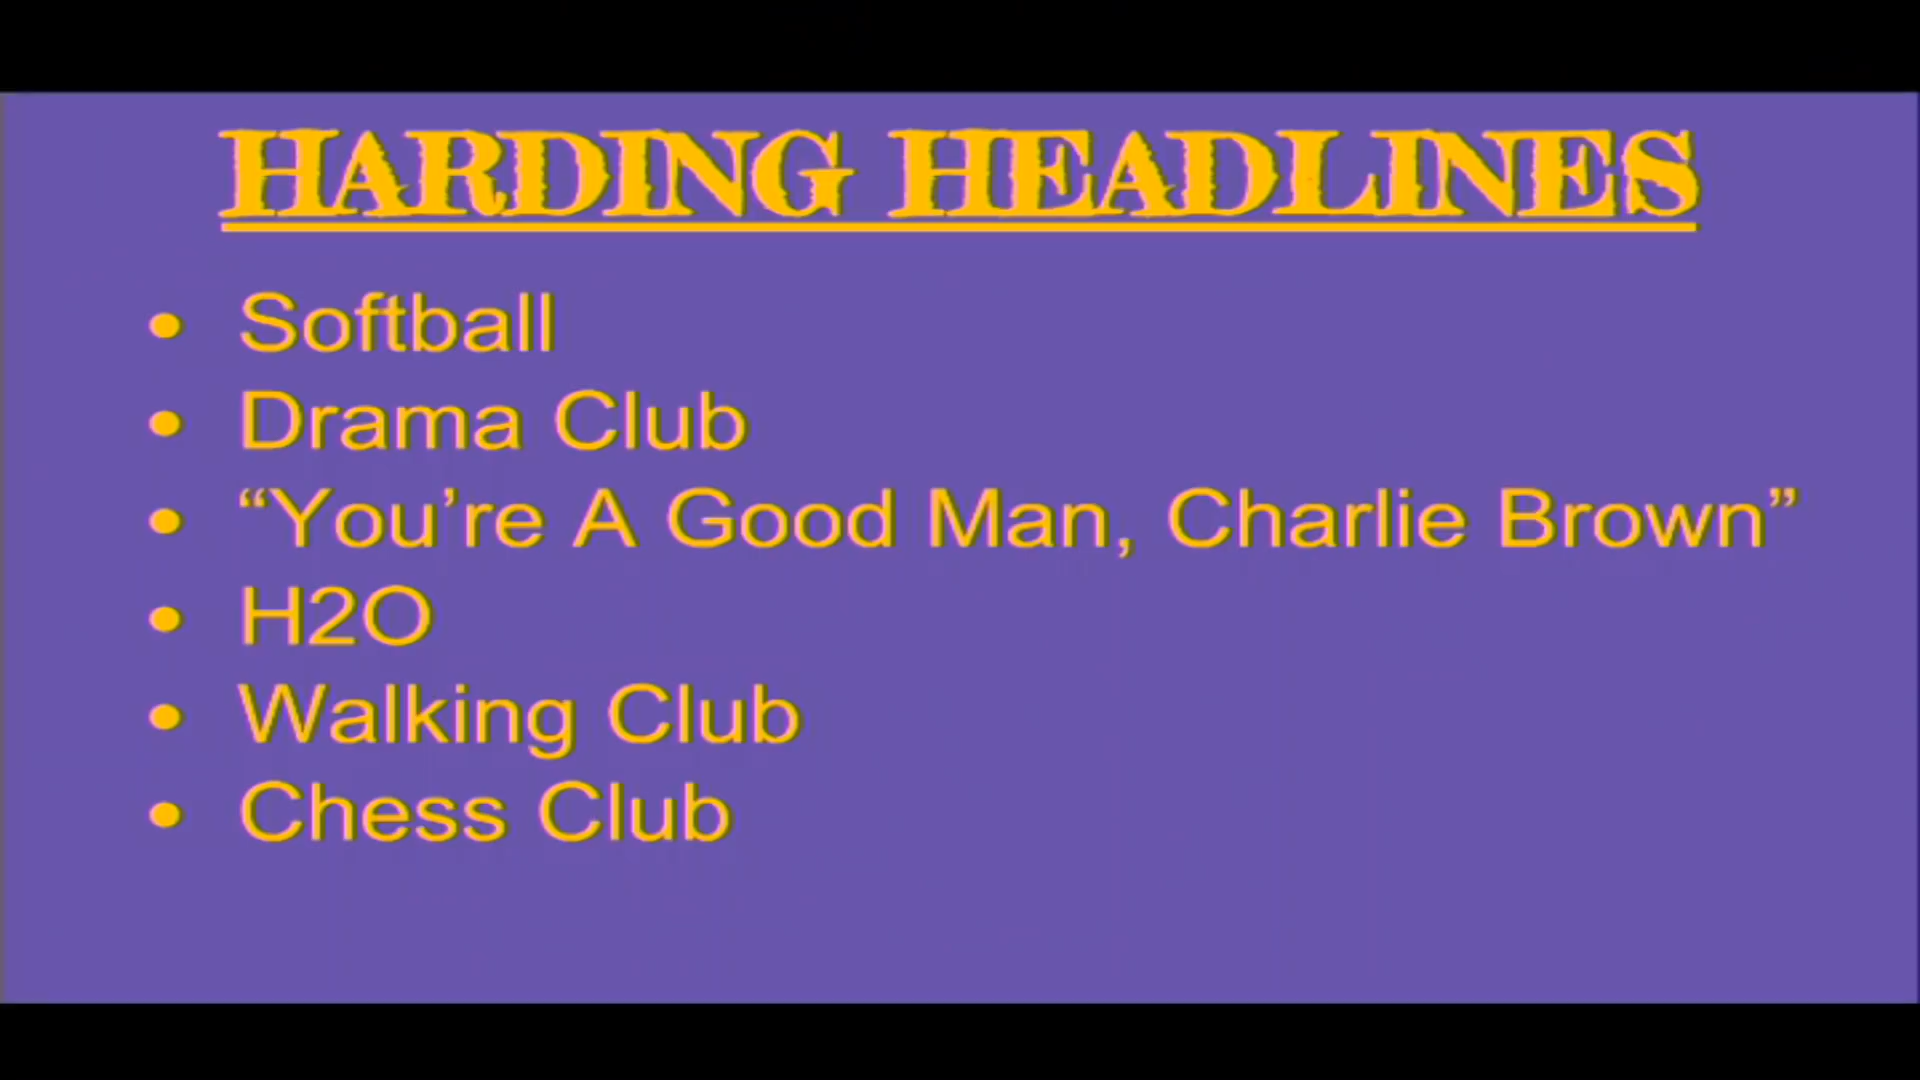 HARDING HEADLINES
• Softball
• Drama Club
• “You’re A Good Man, Charlie Brown”
• H2O
• Walking Club
• Chess Club